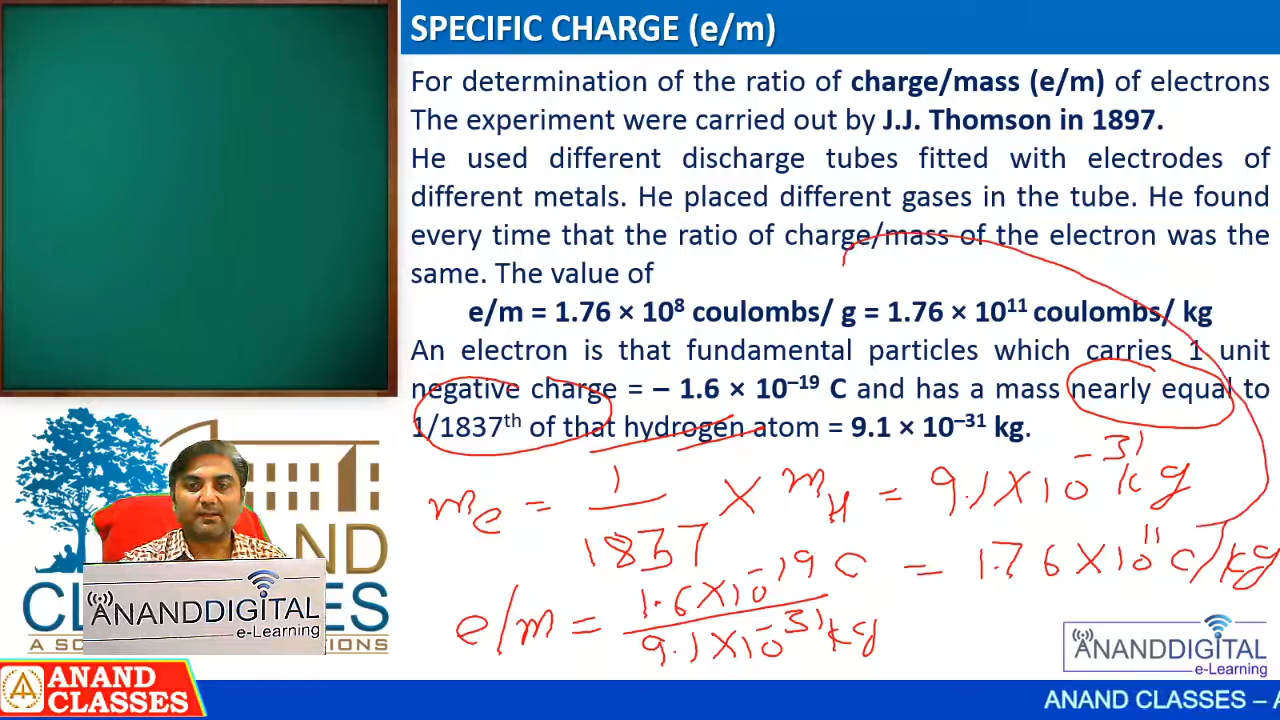 SPECIFIC CHARGE (e/m)
For determination of the ratio of charge/mass (e/m) of electrons
The experiment were carried out by J.J. Thomson in 1897.
He used different discharge tubes fitted with electrodes of
different metals. He placed different gases in the tube. He found
every time that the ratio of charge/mass of the electron was the
same. The value of
e/m = 1.76 × 10⁸ coulombs/ g = 1.76 × 10¹¹ coulombs/ kg
An electron is that fundamental particles which carries 1 unit
negative charge = – 1.6 × 10⁻¹⁹ C and has a mass nearly equal to
1/1837ᵗʰ of that hydrogen atom = 9.1 × 10⁻³¹ kg.
mₑ = 1/1837 × m_H = 9.1 × 10⁻³¹ kg
e/m = 1.6 × 10⁻¹⁹ C / 9.1 × 10⁻³¹ kg = 1.76 × 10¹¹ C/kg
ANANDDIGITAL
e-Learning
ANANDDIGITAL
e-Learning
ANAND
CLASSES
ANAND CLASSES – A